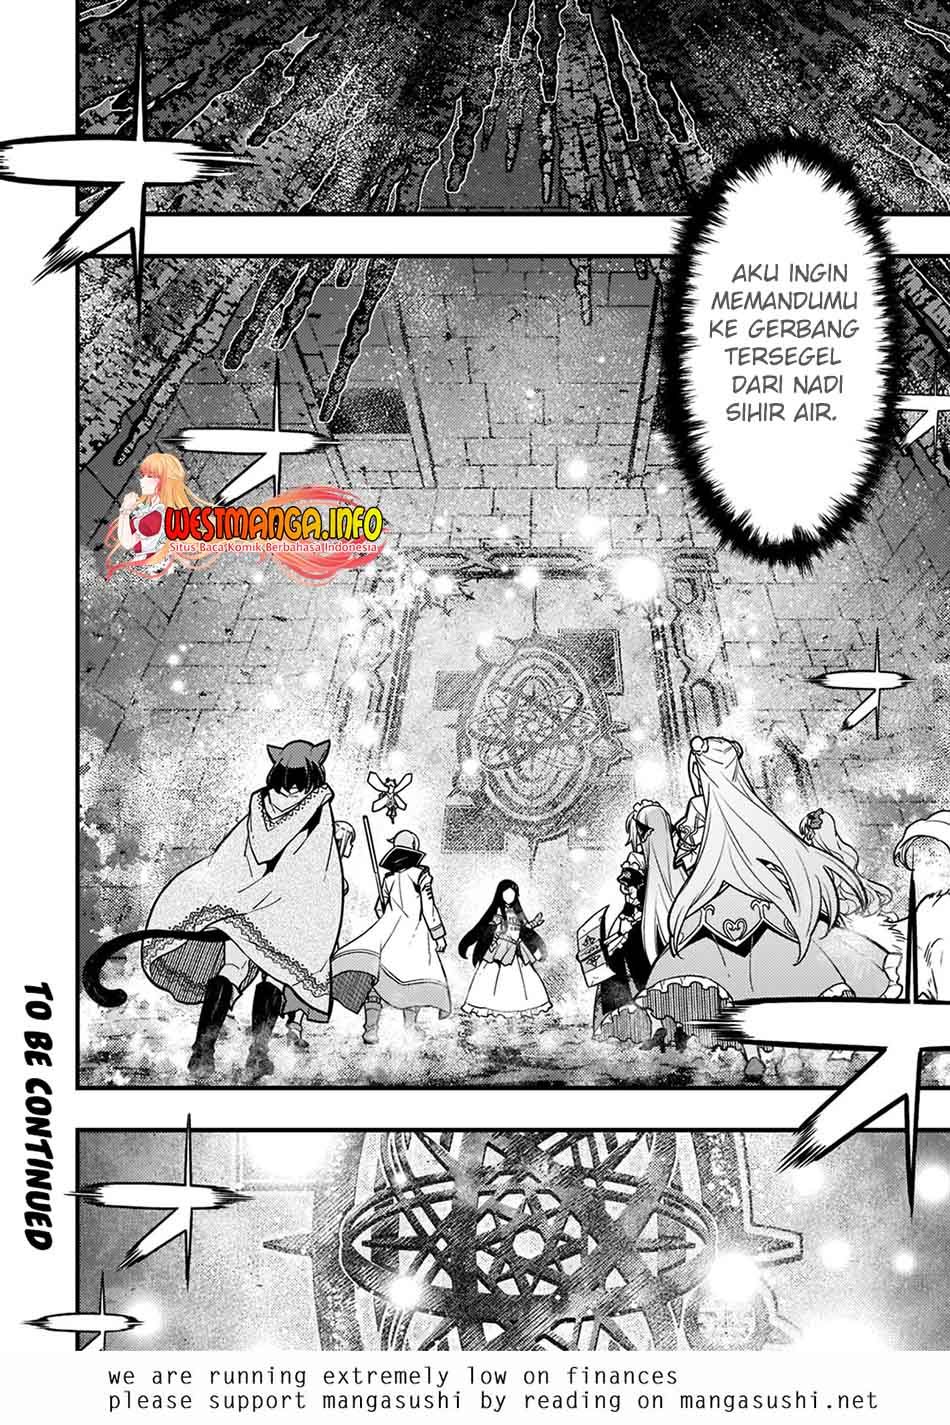 AKU INGIN
MEMANDUMU
KE GERBANG
TERSEGEL
DARI NADI
SIHIR AIR.
WESTMANGA.INFO
Situs Baca Komik Berbahasa Indonesia
TO BE CONTINUED
we are running extremely low on finances
please support mangasushi by reading on mangasushi.net